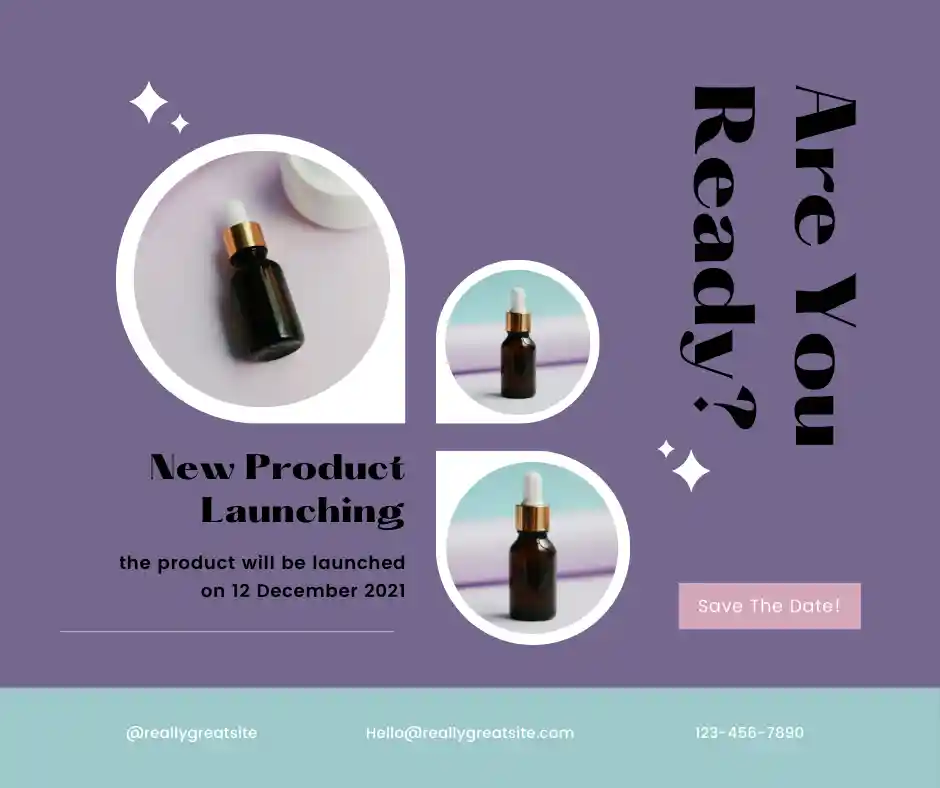 Are You
Ready?
New Product
Launching
the product will be launched
on 12 December 2021
Save The Date!
@reallygreatsite
Hello@reallygreatsite.com
123-456-7890